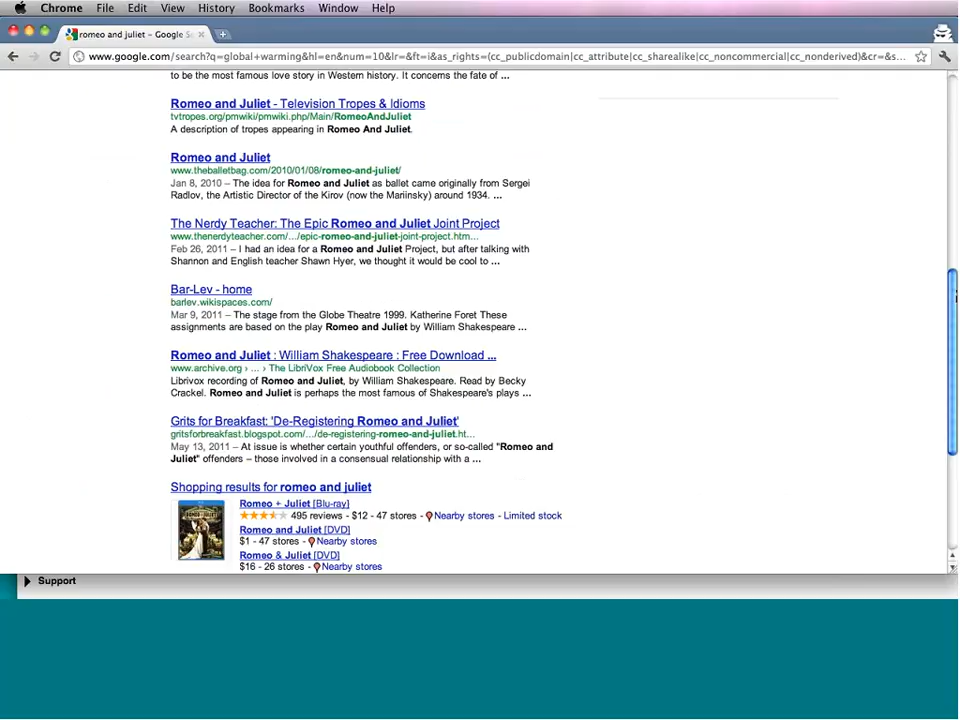 Chrome File Edit View History Bookmarks Window Help
romeo and juliet - Google Se
www.google.com/search?q=global+warming&hl=en&num=10&lr=&ft=i&as_rights=(cc_publicdomain|cc_attribute|cc_sharealike|cc_noncommercial|cc_nonderived)&cr=&s...
to be the most famous love story in Western history. It concerns the fate of ...
Romeo and Juliet - Television Tropes & Idioms
tvtropes.org/pmwiki/pmwiki.php/Main/RomeoAndJuliet
A description of tropes appearing in Romeo And Juliet.
Romeo and Juliet
www.theballetbag.com/2010/01/08/romeo-and-juliet/
Jan 8, 2010 – The idea for Romeo and Juliet as ballet came originally from Sergei
Radlov, the Artistic Director of the Kirov (now the Mariinsky) around 1934. ...
The Nerdy Teacher: The Epic Romeo and Juliet Joint Project
www.thenerdyteacher.com/.../epic-romeo-and-juliet-joint-project.htm...
Feb 26, 2011 – I had an idea for a Romeo and Juliet Project, but after talking with
Shannon and English teacher Shawn Hyer, we thought it would be cool to ...
Bar-Lev - home
barlev.wikispaces.com/
Mar 9, 2011 – The stage from the Globe Theatre 1999. Katherine Foret These
assignments are based on the play Romeo and Juliet by William Shakespeare ...
Romeo and Juliet : William Shakespeare : Free Download ...
www.archive.org › ... › The LibriVox Free Audiobook Collection
Librivox recording of Romeo and Juliet, by William Shakespeare. Read by Becky
Crackel. Romeo and Juliet is perhaps the most famous of Shakespeare's plays ...
Grits for Breakfast: 'De-Registering Romeo and Juliet'
gritsforbreakfast.blogspot.com/.../de-registering-romeo-and-juliet.ht...
May 13, 2011 – At issue is whether certain youthful offenders, or so-called "Romeo and
Juliet" offenders – those involved in a consensual relationship with a ...
Shopping results for romeo and juliet
Romeo + Juliet [Blu-ray]
495 reviews - $12 - 47 stores - Nearby stores - Limited stock
Romeo and Juliet [DVD]
$1 - 47 stores - Nearby stores
Romeo & Juliet [DVD]
$16 - 26 stores - Nearby stores
Support